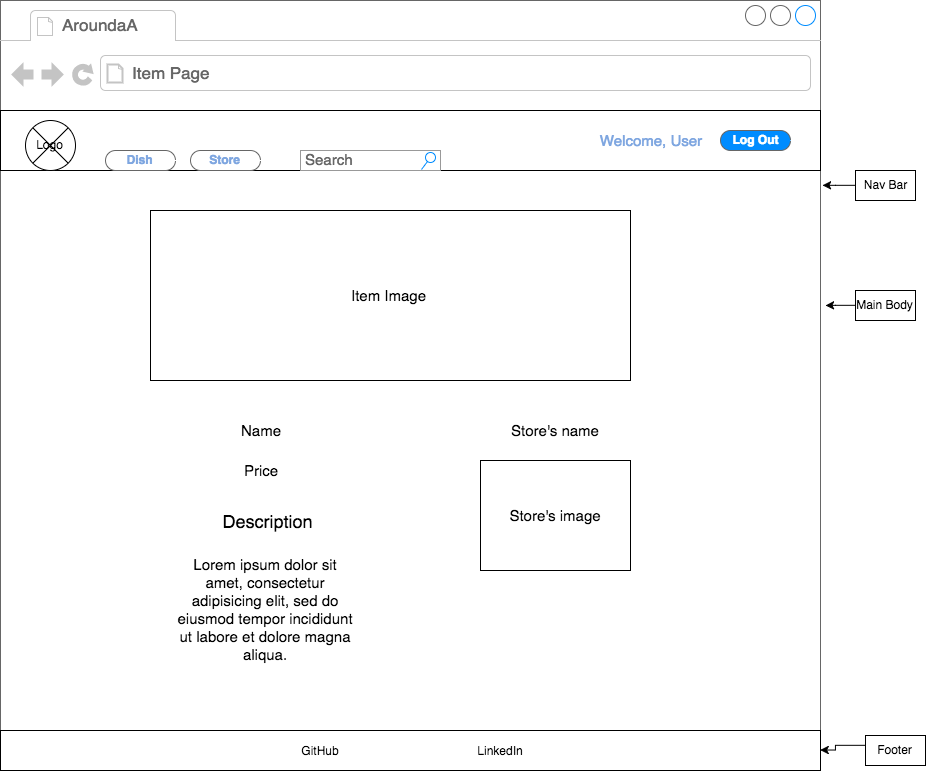 AroundaA
Item Page
Logo
Dish
Store
Search
Welcome, User
Log Out
Nav Bar
Item Image
Main Body
Name
Store's name
Price
Store's image
Description
Lorem ipsum dolor sit
amet, consectetur
adipisicing elit, sed do
eiusmod tempor incididunt
ut labore et dolore magna
aliqua.
GitHub
LinkedIn
Footer